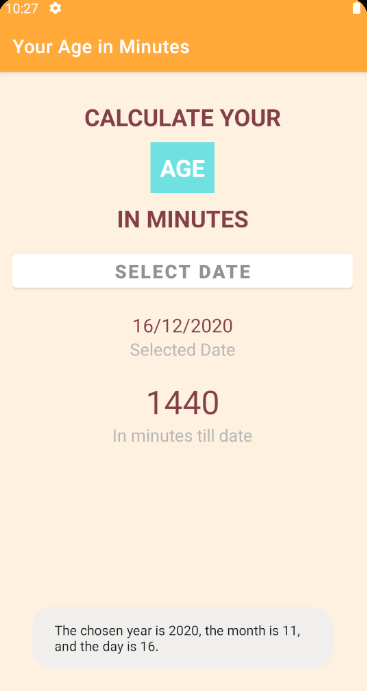 10:27
Your Age in Minutes
CALCULATE YOUR
AGE
IN MINUTES
SELECT DATE
16/12/2020
Selected Date
1440
In minutes till date
The chosen year is 2020, the month is 11,
and the day is 16.